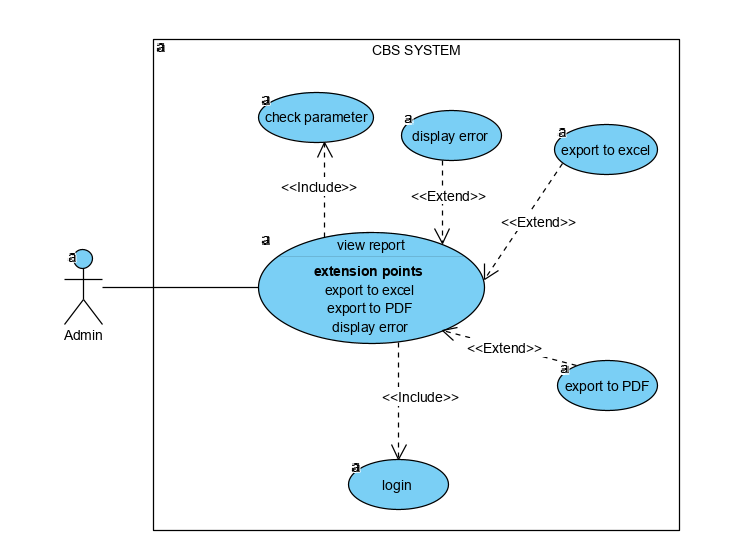 a
CBS SYSTEM
a
check parameter
a
display error
a
export to excel
<<Include>>
<<Extend>>
<<Extend>>
a
view report
extension points
export to excel
export to PDF
display error
a
Admin
<<Extend>>
a
export to PDF
<<Include>>
a
login